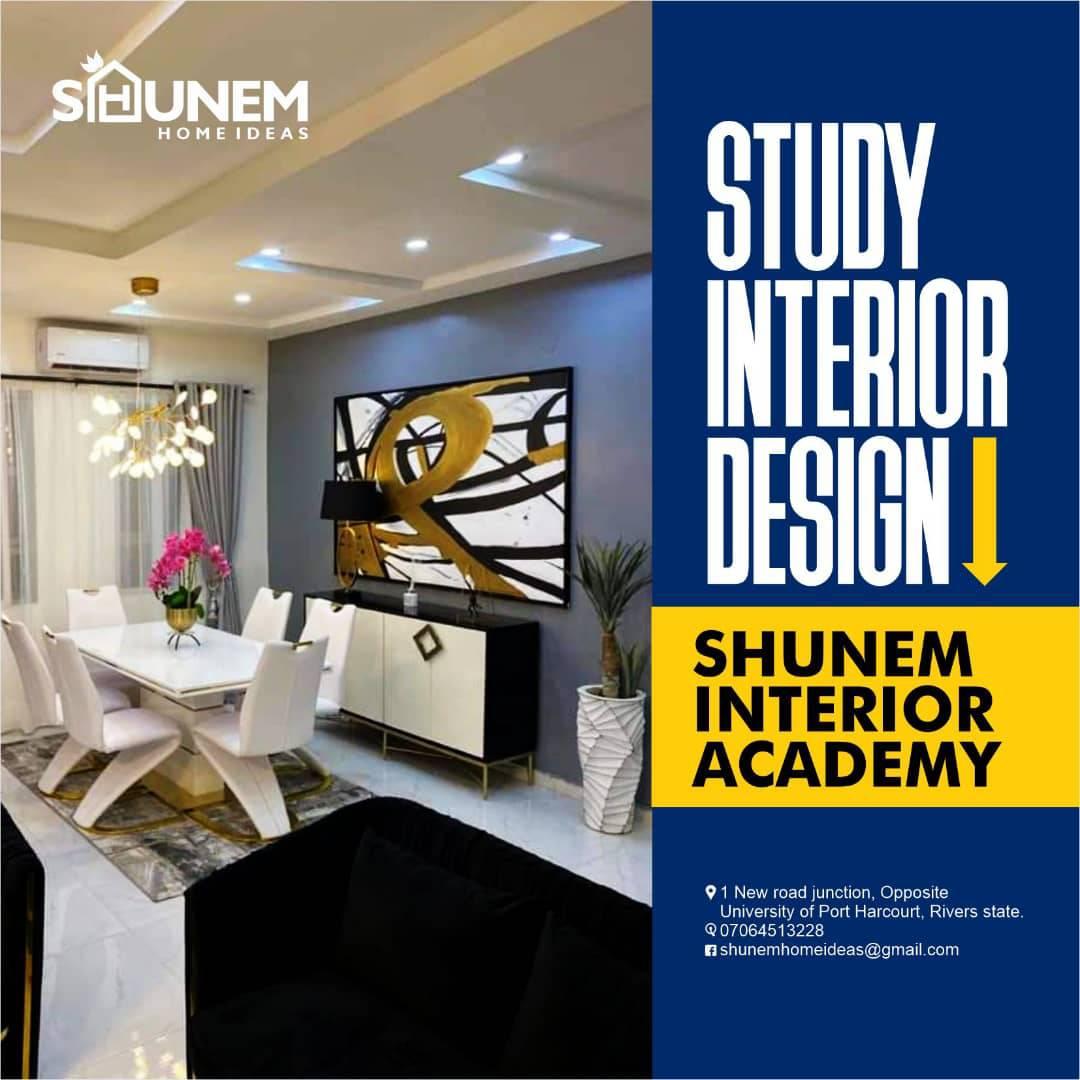 SHUNEM
HOME IDEAS
STUDY
INTERIOR
DESIGN
SHUNEM
INTERIOR
ACADEMY
1 New road junction, Opposite
University of Port Harcourt, Rivers state.
07064513228
shunemhomeideas@gmail.com